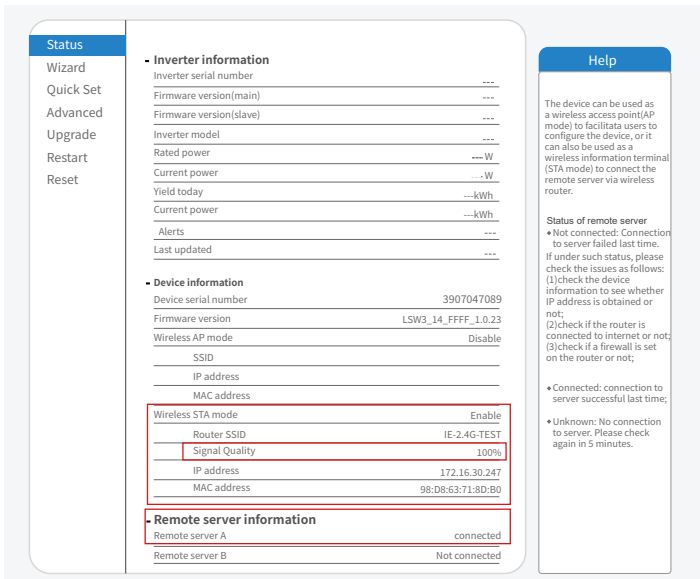 Status
Wizard
Quick Set
Advanced
Upgrade
Restart
Reset
- Inverter information
Inverter serial number ---
Firmware version(main) ---
Firmware version(slave) ---
Inverter model ---
Rated power --- W
Current power --- W
Yield today ---kWh
Current power ---kWh
Alerts ---
Last updated ---
- Device information
Device serial number 3907047089
Firmware version LSW3_14_FFFF_1.0.23
Wireless AP mode Disable
SSID
IP address
MAC address
Wireless STA mode Enable
Router SSID IE-2.4G-TEST
Signal Quality 100%
IP address 172.16.30.247
MAC address 98:D8:63:71:8D:B0
- Remote server information
Remote server A connected
Remote server B Not connected
Help
The device can be used as
a wireless access point(AP
mode) to facilitata users to
configure the device, or it
can also be used as a
wireless information terminal
(STA mode) to connect the
remote server via wireless
router.
Status of remote server
◆Not connected: Connection
to server failed last time.
If under such status, please
check the issues as follows:
(1)check the device
information to see whether
IP address is obtained or
not;
(2)check if the router is
connected to internet or not;
(3)check if a firewall is set
on the router or not;
◆Connected: connection to
server successful last time;
◆Unknown: No connection
to server. Please check
again in 5 minutes.